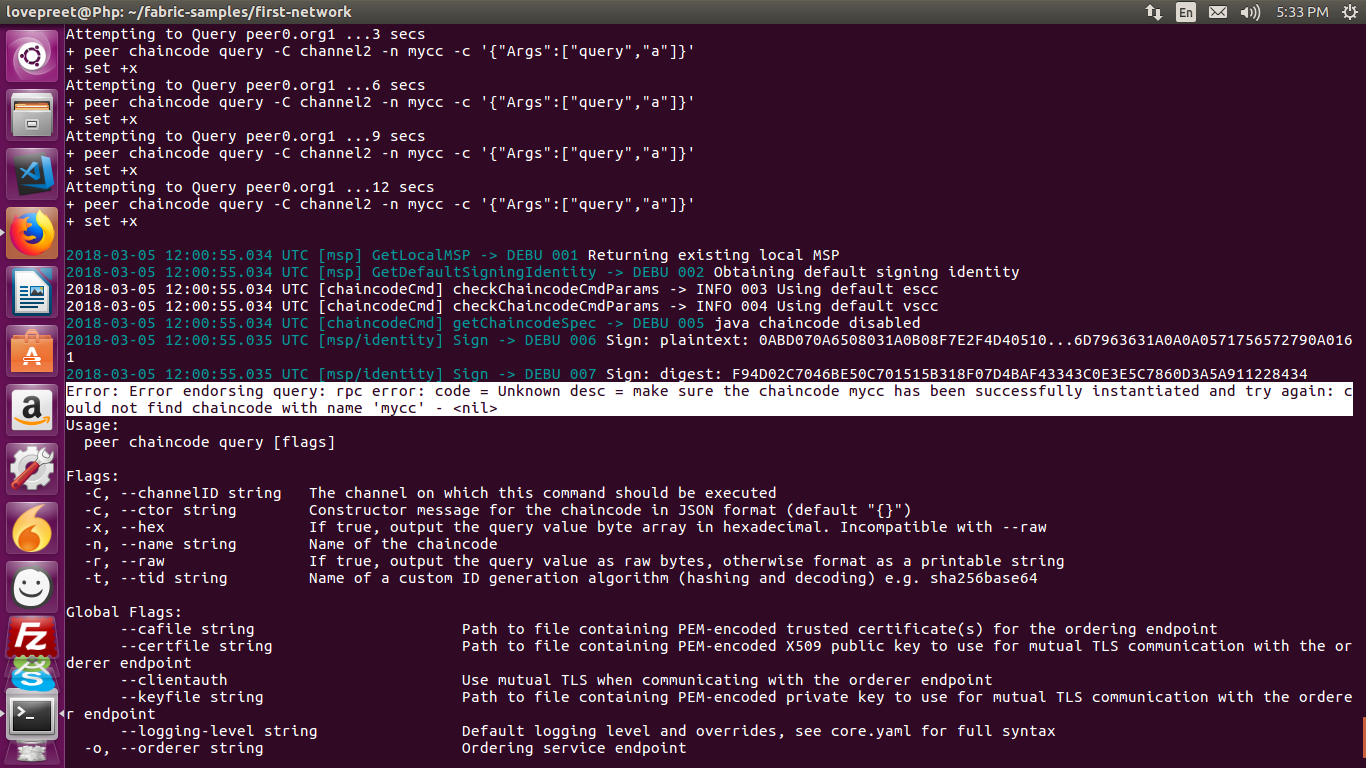 lovepreet@Php: ~/fabric-samples/first-network
En
5:33 PM
Attempting to Query peer0.org1 ...3 secs
+ peer chaincode query -C channel2 -n mycc -c '{"Args":["query","a"]}'
+ set +x
Attempting to Query peer0.org1 ...6 secs
+ peer chaincode query -C channel2 -n mycc -c '{"Args":["query","a"]}'
+ set +x
Attempting to Query peer0.org1 ...9 secs
+ peer chaincode query -C channel2 -n mycc -c '{"Args":["query","a"]}'
+ set +x
Attempting to Query peer0.org1 ...12 secs
+ peer chaincode query -C channel2 -n mycc -c '{"Args":["query","a"]}'
+ set +x
2018-03-05 12:00:55.034 UTC [msp] GetLocalMSP -> DEBU 001 Returning existing local MSP
2018-03-05 12:00:55.034 UTC [msp] GetDefaultSigningIdentity -> DEBU 002 Obtaining default signing identity
2018-03-05 12:00:55.034 UTC [chaincodeCmd] checkChaincodeCmdParams -> INFO 003 Using default escc
2018-03-05 12:00:55.034 UTC [chaincodeCmd] checkChaincodeCmdParams -> INFO 004 Using default vscc
2018-03-05 12:00:55.034 UTC [chaincodeCmd] getChaincodeSpec -> DEBU 005 java chaincode disabled
2018-03-05 12:00:55.035 UTC [msp/identity] Sign -> DEBU 006 Sign: plaintext: 0ABD070A6508031A0B08F7E2F4D40510...6D7963631A0A0A0571756572790A016
1
2018-03-05 12:00:55.035 UTC [msp/identity] Sign -> DEBU 007 Sign: digest: F94D02C7046BE50C701515B318F07D4BAF43343C0E3E5C7860D3A5A911228434
Error: Error endorsing query: rpc error: code = Unknown desc = make sure the chaincode mycc has been successfully instantiated and try again: c
ould not find chaincode with name 'mycc' - <nil>
Usage:
peer chaincode query [flags]
Flags:
-C, --channelID string The channel on which this command should be executed
-c, --ctor string Constructor message for the chaincode in JSON format (default "{}")
-x, --hex If true, output the query value byte array in hexadecimal. Incompatible with --raw
-n, --name string Name of the chaincode
-r, --raw If true, output the query value as raw bytes, otherwise format as a printable string
-t, --tid string Name of a custom ID generation algorithm (hashing and decoding) e.g. sha256base64
Global Flags:
--cafile string Path to file containing PEM-encoded trusted certificate(s) for the ordering endpoint
--certfile string Path to file containing PEM-encoded X509 public key to use for mutual TLS communication with the or
derer endpoint
--clientauth Use mutual TLS when communicating with the orderer endpoint
--keyfile string Path to file containing PEM-encoded private key to use for mutual TLS communication with the ordere
r endpoint
--logging-level string Default logging level and overrides, see core.yaml for full syntax
-o, --orderer string Ordering service endpoint